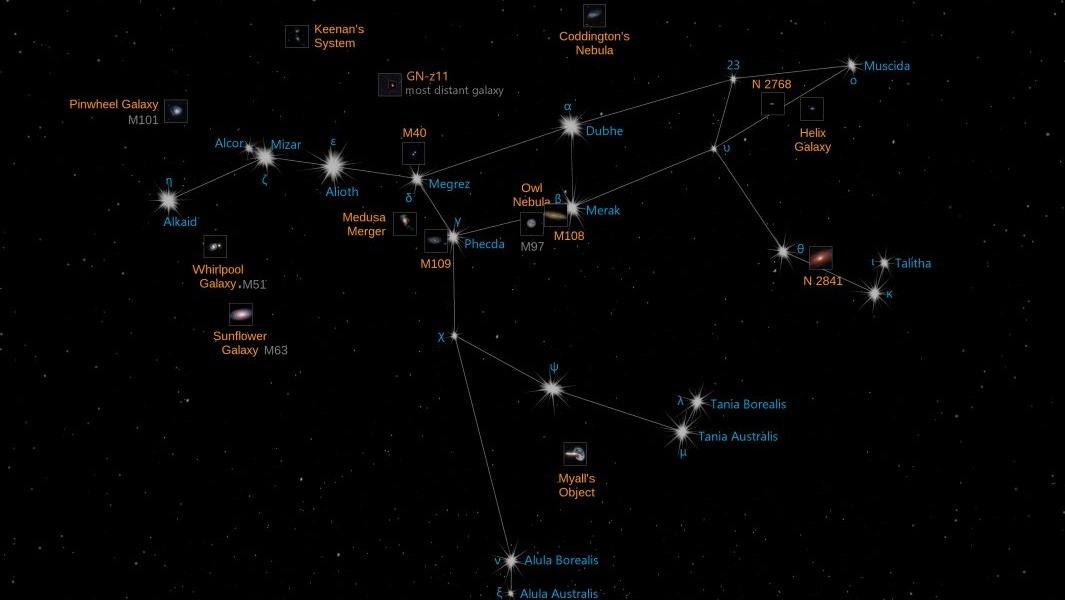 Keenan's
System
Coddington's
Nebula
23
Muscida
ο
GN-z11
most distant galaxy
N 2768
Pinwheel Galaxy
M101
α
Dubhe
Helix
Galaxy
M40
Alcor
Mizar
ε
υ
η
ζ
Alioth
Megrez
δ
Owl
Nebula
β
Merak
Alkaid
Medusa
Merger
γ
Phecda
M97
M108
M109
θ
ι
Talitha
Whirlpool
Galaxy M51
N 2841
κ
Sunflower
Galaxy M63
χ
ψ
λ
Tania Borealis
Tania Australis
μ
Myall's
Object
ν
Alula Borealis
ξ
Alula Australis